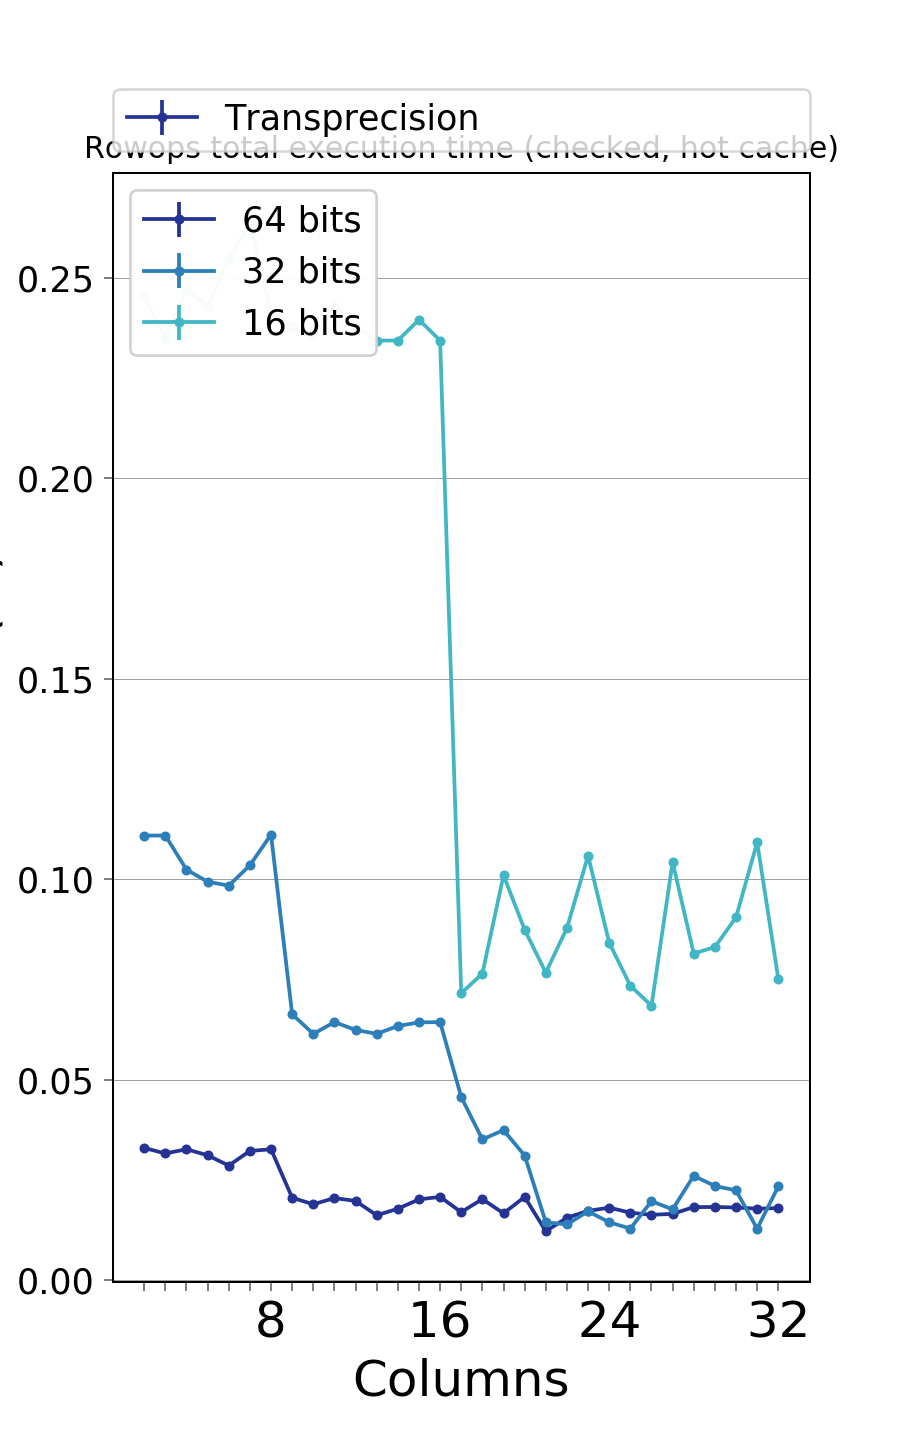 Transprecision
Rowops total execution time (checked, hot cache)
64 bits
32 bits
16 bits
0.25
0.20
0.15
0.10
0.05
0.00
8 16 24 32
Columns